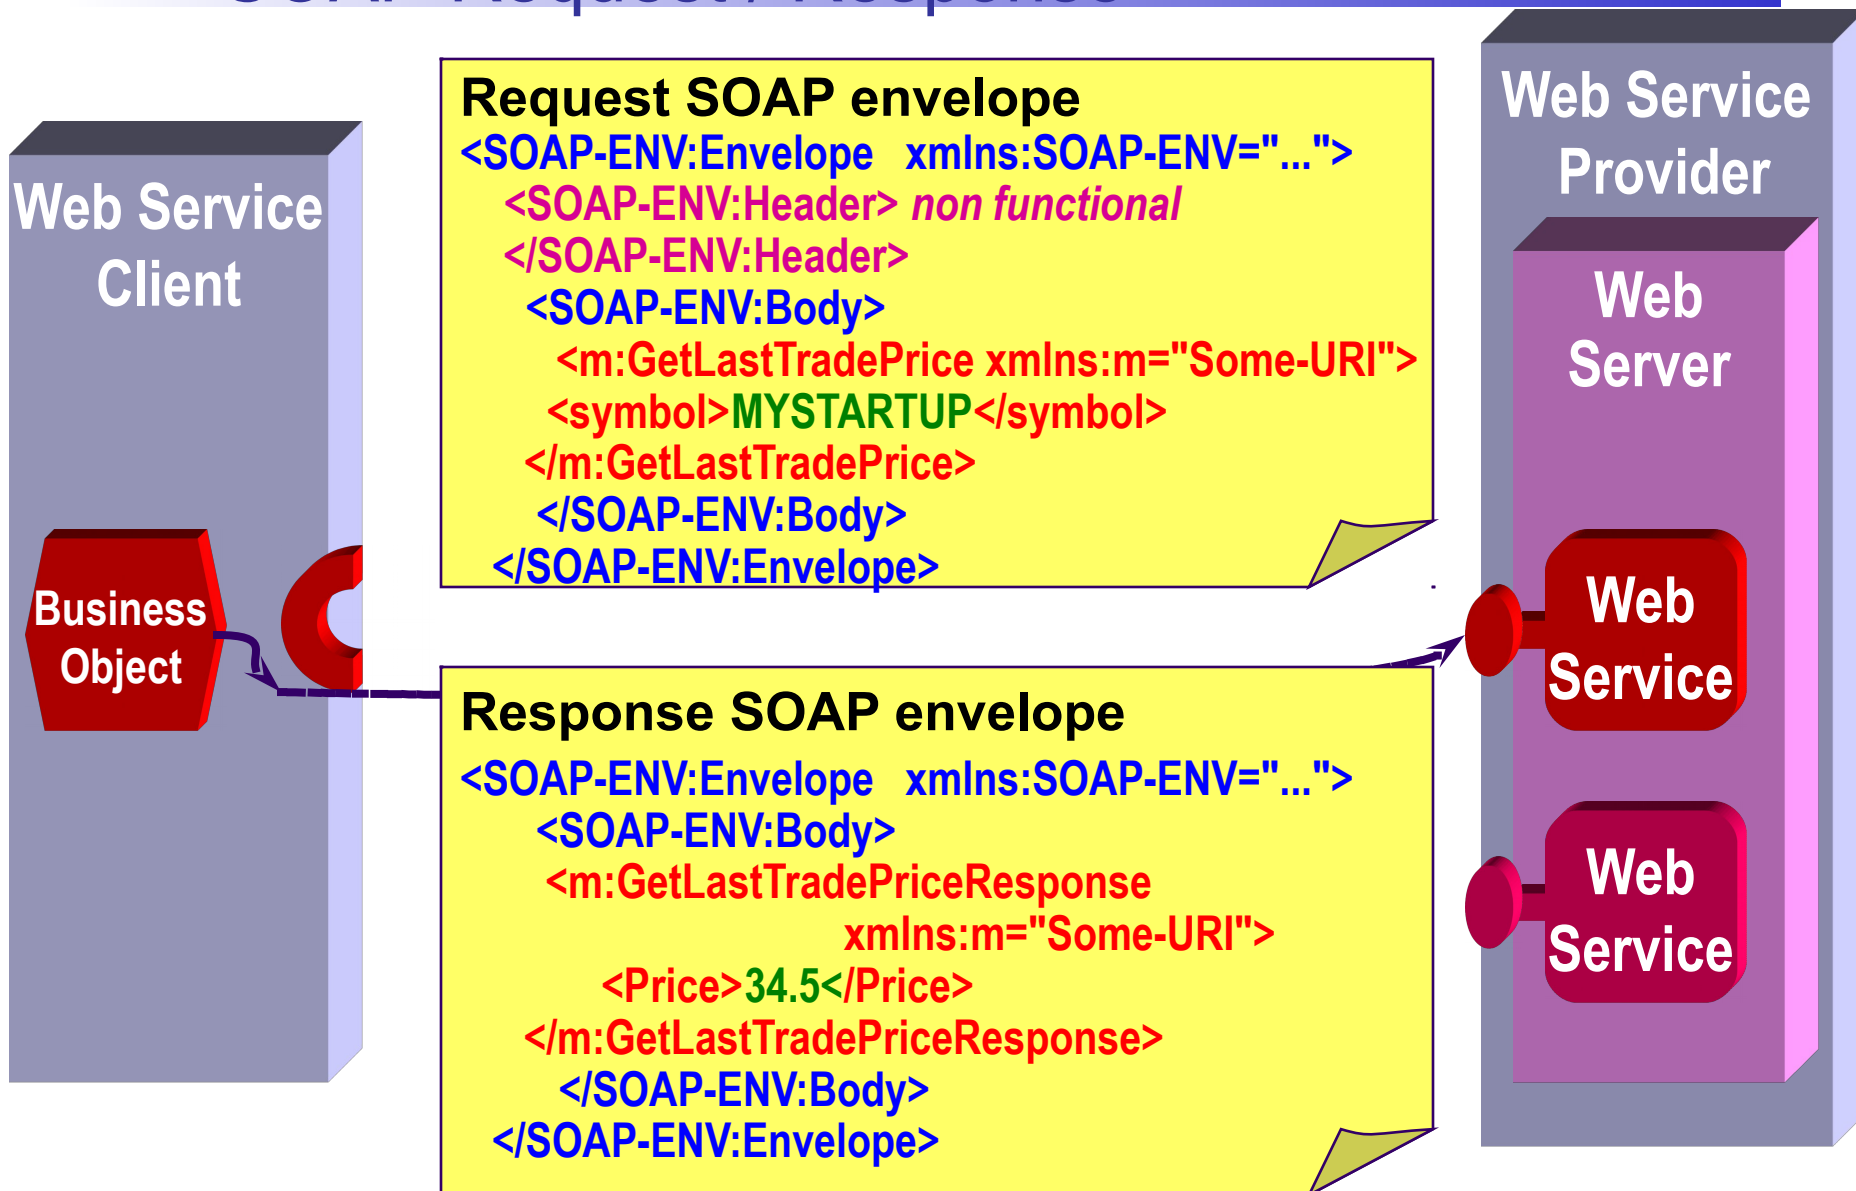 SOAP Request / Response
Web Service
Client
Business
Object
Request SOAP envelope
<SOAP-ENV:Envelope xmlns:SOAP-ENV="...">
<SOAP-ENV:Header> non functional
</SOAP-ENV:Header>
<SOAP-ENV:Body>
<m:GetLastTradePrice xmlns:m="Some-URI">
<symbol>MYSTARTUP</symbol>
</m:GetLastTradePrice>
</SOAP-ENV:Body>
</SOAP-ENV:Envelope>
Response SOAP envelope
<SOAP-ENV:Envelope xmlns:SOAP-ENV="...">
<SOAP-ENV:Body>
<m:GetLastTradePriceResponse
xmlns:m="Some-URI">
<Price>34.5</Price>
</m:GetLastTradePriceResponse>
</SOAP-ENV:Body>
</SOAP-ENV:Envelope>
Web Service
Provider
Web
Server
Web
Service
Web
Service